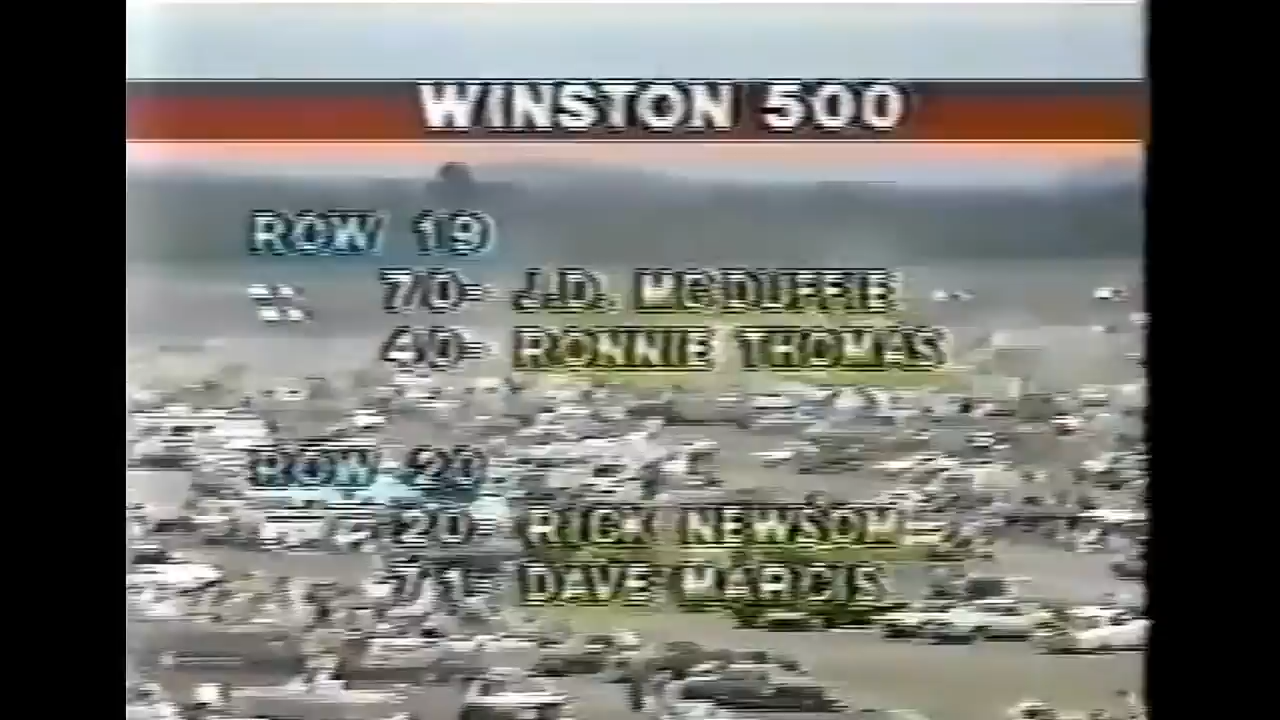 WINSTON 500
ROW 19
70- J.D. MCDUFFIE
40- RONNIE THOMAS
ROW 20
20- RICK NEWSOM
71- DAVE MARCIS